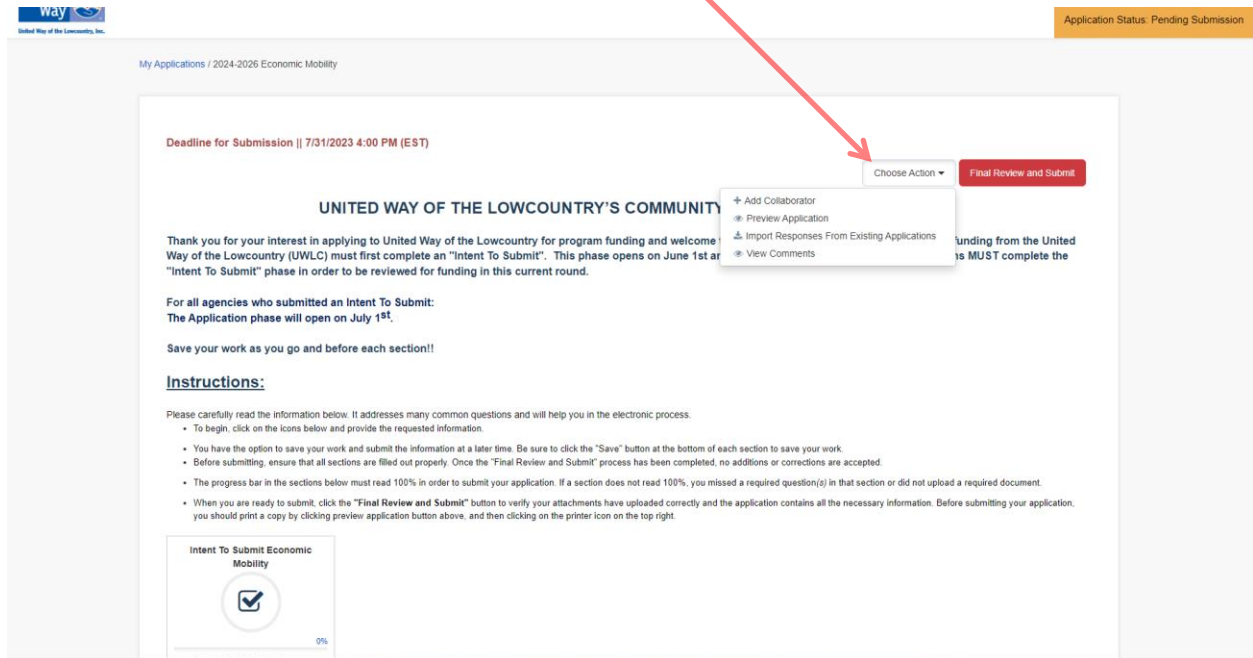 Way
United Way of the Lowcountry, Inc.
Application Status: Pending Submission
My Applications / 2024-2026 Economic Mobility
Deadline for Submission || 7/31/2023 4:00 PM (EST)
Choose Action
Final Review and Submit
+ Add Collaborator
Preview Application
Import Responses From Existing Applications
View Comments
UNITED WAY OF THE LOWCOUNTRY'S COMMUNITY
Thank you for your interest in applying to United Way of the Lowcountry for program funding and welcome funding from the United
Way of the Lowcountry (UWLC) must first complete an "Intent To Submit". This phase opens on June 1st MUST complete the
"Intent To Submit" phase in order to be reviewed for funding in this current round.
For all agencies who submitted an Intent To Submit:
The Application phase will open on July 1st.
Save your work as you go and before each section!!
Instructions:
Please carefully read the information below. It addresses many common questions and will help you in the electronic process.
• To begin, click on the icons below and provide the requested information.
• You have the option to save your work and submit the information at a later time. Be sure to click the "Save" button at the bottom of each section to save your work.
• Before submitting, ensure that all sections are filled out properly. Once the "Final Review and Submit" process has been completed, no additions or corrections are accepted.
• The progress bar in the sections below must read 100% in order to submit your application. If a section does not read 100%, you missed a required question(s) in that section or did not upload a required document.
• When you are ready to submit, click the "Final Review and Submit" button to verify your attachments have uploaded correctly and the application contains all the necessary information. Before submitting your application,
you should print a copy by clicking preview application button above, and then clicking on the printer icon on the top right.
Intent To Submit Economic
Mobility
0%